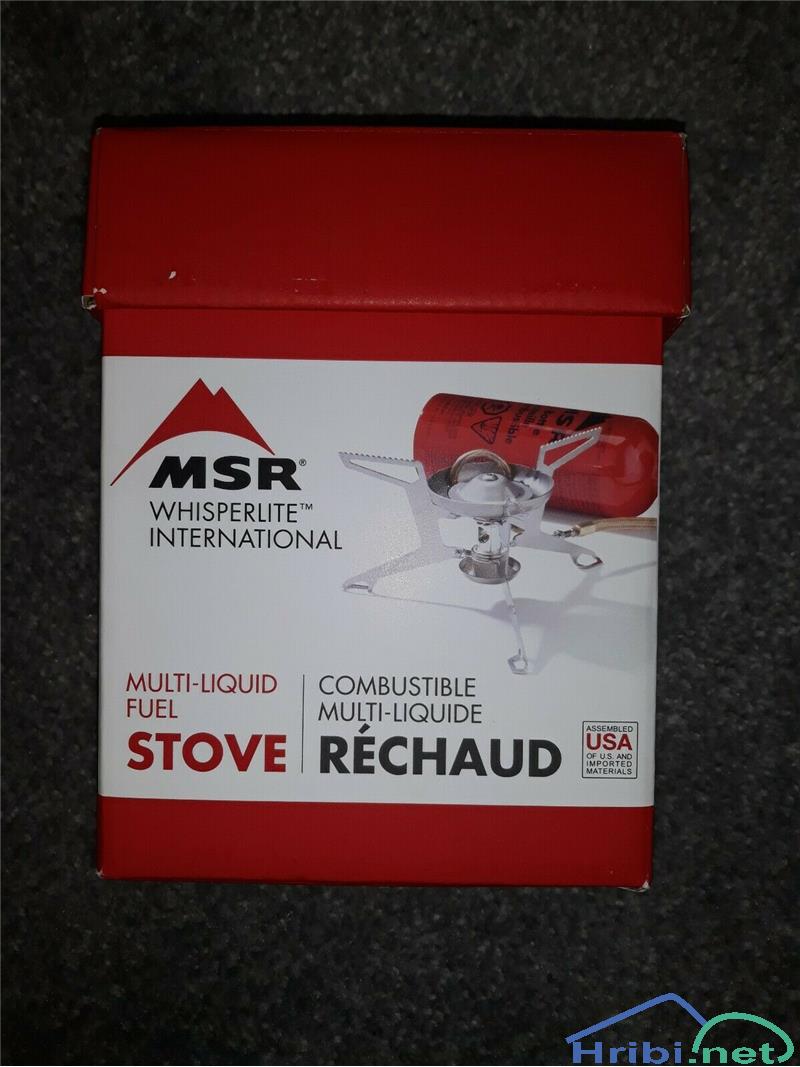 MSR®
WHISPERLITE™
INTERNATIONAL
MULTI-LIQUID
FUEL
STOVE
COMBUSTIBLE
MULTI-LIQUIDE
RÉCHAUD
ASSEMBLED
USA
OF U.S. AND
IMPORTED
MATERIALS
Hribi.net